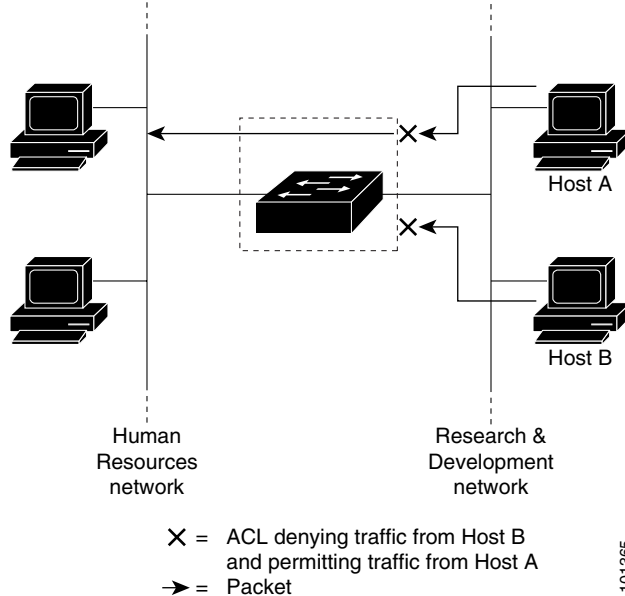 Host A
Host B
Human
Resources
network
Research &
Development
network
X = ACL denying traffic from Host B
and permitting traffic from Host A
→ = Packet
101365